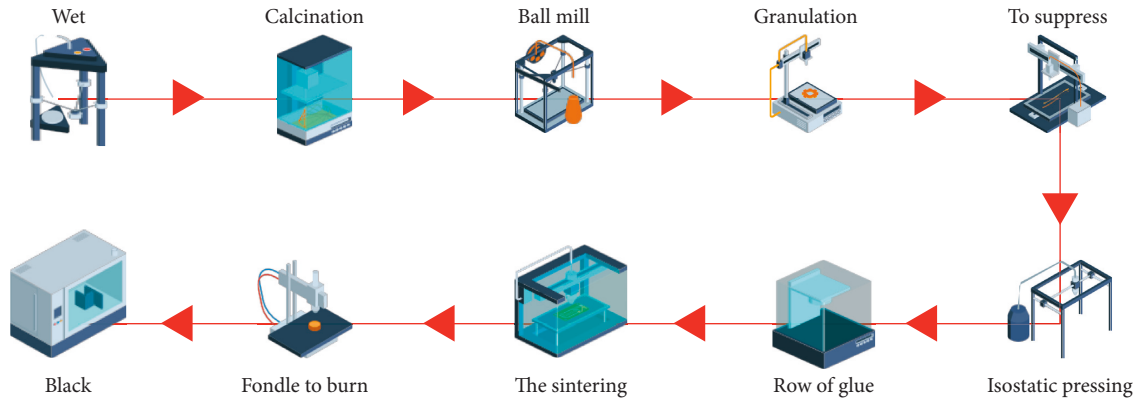 Wet
Calcination
Ball mill
Granulation
To suppress
Black
Fondle to burn
The sintering
Row of glue
Isostatic pressing